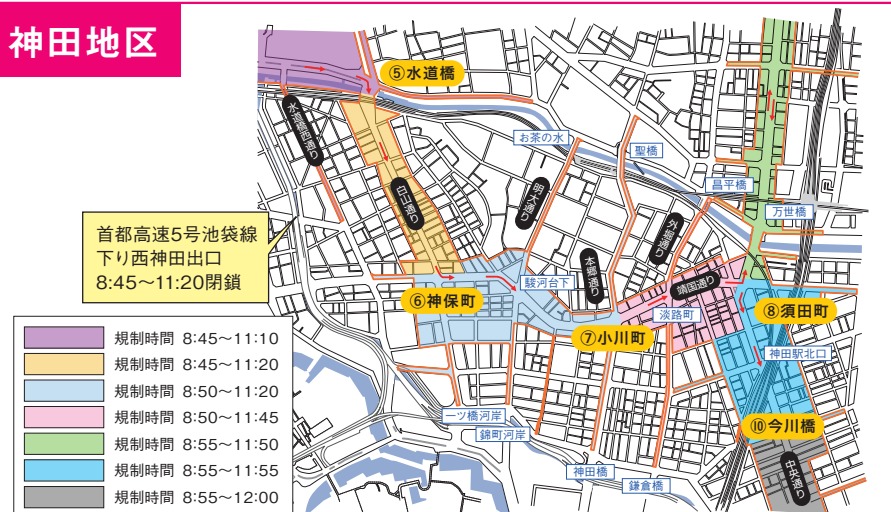 神田地区
⑤水道橋
水道橋西通り
お茶の水
聖橋
昌平橋
万世橋
白山通り
明大通り
本郷通り
外堀通り
靖国通り
首都高速5号池袋線
下り西神田出口
8:45～11:20閉鎖
⑥神保町
駿河台下
淡路町
⑦小川町
⑧須田町
神田駅北口
規制時間 8:45～11:10
規制時間 8:45～11:20
規制時間 8:50～11:20
規制時間 8:50～11:45
規制時間 8:55～11:50
規制時間 8:55～11:55
規制時間 8:55～12:00
一ツ橋河岸
錦町河岸
神田橋
鎌倉橋
⑩今川橋
中央通り